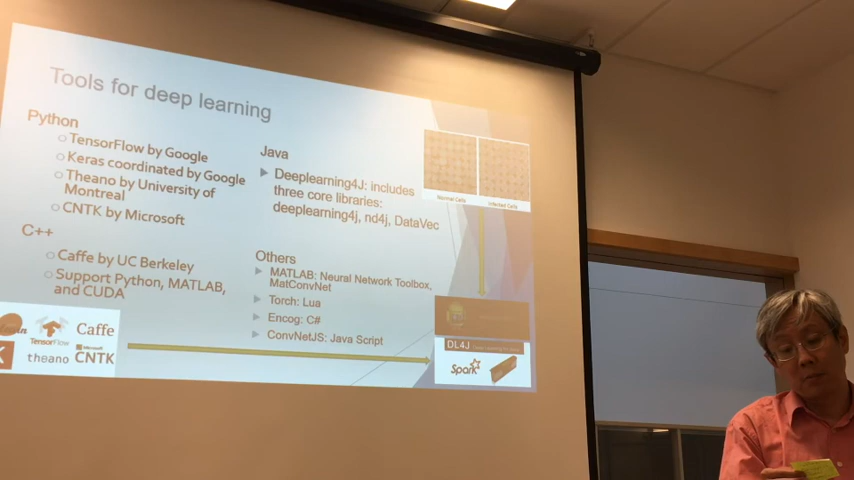 Tools for deep learning
Python
TensorFlow by Google
Keras coordinated by Google
Theano by University of
Montreal
CNTK by Microsoft
C++
Caffe by UC Berkeley
Support Python, MATLAB,
and CUDA
Java
Deeplearning4J: includes
three core libraries:
deeplearning4j, nd4j, DataVec
Others
MATLAB: Neural Network Toolbox,
MatConvNet
Torch: Lua
Encog: C#
ConvNetJS: Java Script
Normal Cells
Infected Cells
TensorFlow
Caffe
K
theano
Microsoft
CNTK
DL4J
Spark